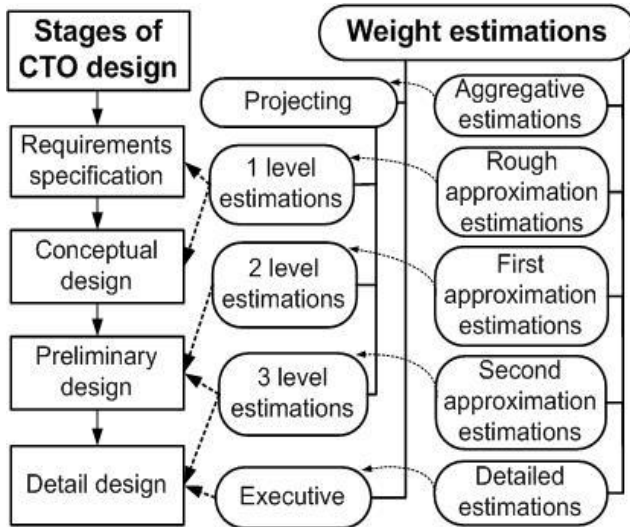 Stages of
CTO design
Weight estimations
Projecting
Aggregative
estimations
Requirements
specification
1 level
estimations
Rough
approximation
estimations
Conceptual
design
2 level
estimations
First
approximation
estimations
Preliminary
design
3 level
estimations
Second
approximation
estimations
Detail design
Executive
Detailed
estimations